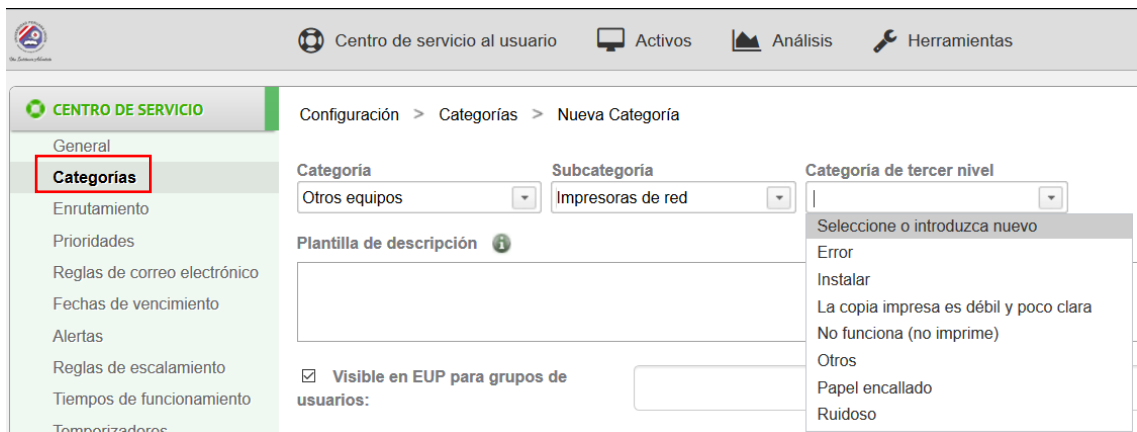 Centro de servicio al usuario Activos Análisis Herramientas
CENTRO DE SERVICIO
General
Categorías
Enrutamiento
Prioridades
Reglas de correo electrónico
Fechas de vencimiento
Alertas
Reglas de escalamiento
Tiempos de funcionamiento
Temporizadores
Configuración > Categorías > Nueva Categoría
Categoría Subcategoría Categoría de tercer nivel
Otros equipos Impresoras de red
Seleccione o introduzca nuevo
Error
Instalar
La copia impresa es débil y poco clara
No funciona (no imprime)
Otros
Papel encallado
Ruidoso
Plantilla de descripción
Visible en EUP para grupos de
usuarios: